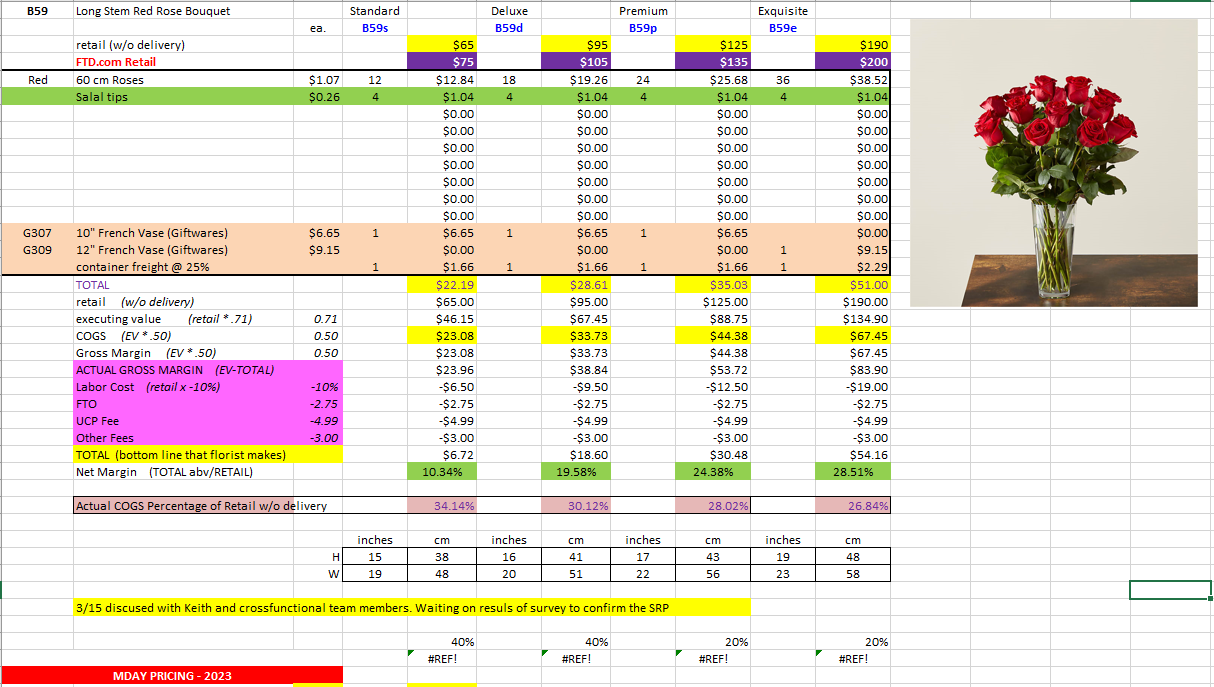 B59 Long Stem Red Rose Bouquet Standard Deluxe Premium Exquisite
ea. B59s B59d B59p B59e
retail (w/o delivery) $65 $95 $125 $190
FTD.com Retail $75 $105 $135 $200
Red 60 cm Roses $1.07 12 $12.84 18 $19.26 24 $25.68 36 $38.52
Salal tips $0.26 4 $1.04 4 $1.04 4 $1.04 4 $1.04
$0.00 $0.00 $0.00 $0.00
$0.00 $0.00 $0.00 $0.00
$0.00 $0.00 $0.00 $0.00
$0.00 $0.00 $0.00 $0.00
$0.00 $0.00 $0.00 $0.00
$0.00 $0.00 $0.00 $0.00
$0.00 $0.00 $0.00 $0.00
G307 10" French Vase (Giftwares) $6.65 1 $6.65 1 $6.65 1 $6.65 $0.00
G309 12" French Vase (Giftwares) $9.15 $0.00 $0.00 $0.00 1 $9.15
container freight @ 25% 1 $1.66 1 $1.66 1 $1.66 1 $2.29
TOTAL $22.19 $28.61 $35.03 $51.00
retail (w/o delivery) $65.00 $95.00 $125.00 $190.00
executing value (retail * .71) 0.71 $46.15 $67.45 $88.75 $134.90
COGS (EV * .50) 0.50 $23.08 $33.73 $44.38 $67.45
Gross Margin (EV * .50) 0.50 $23.08 $33.73 $44.38 $67.45
ACTUAL GROSS MARGIN (EV-TOTAL) $23.96 $38.84 $53.72 $83.90
Labor Cost (retail x -10%) -10% -$6.50 -$9.50 -$12.50 -$19.00
FTO -2.75 -$2.75 -$2.75 -$2.75 -$2.75
UCP Fee -4.99 -$4.99 -$4.99 -$4.99 -$4.99
Other Fees -3.00 -$3.00 -$3.00 -$3.00 -$3.00
TOTAL (bottom line that florist makes) $6.72 $18.60 $30.48 $54.16
Net Margin (TOTAL abv/RETAIL) 10.34% 19.58% 24.38% 28.51%
Actual COGS Percentage of Retail w/o delivery 34.14% 30.12% 28.02% 26.84%
inches cm inches cm inches cm inches cm
H 15 38 16 41 17 43 19 48
W 19 48 20 51 22 56 23 58
3/15 discused with Keith and crossfunctional team members. Waiting on resuls of survey to confirm the SRP
40% 40% 20% 20%
#REF! #REF! #REF! #REF!
MDAY PRICING - 2023